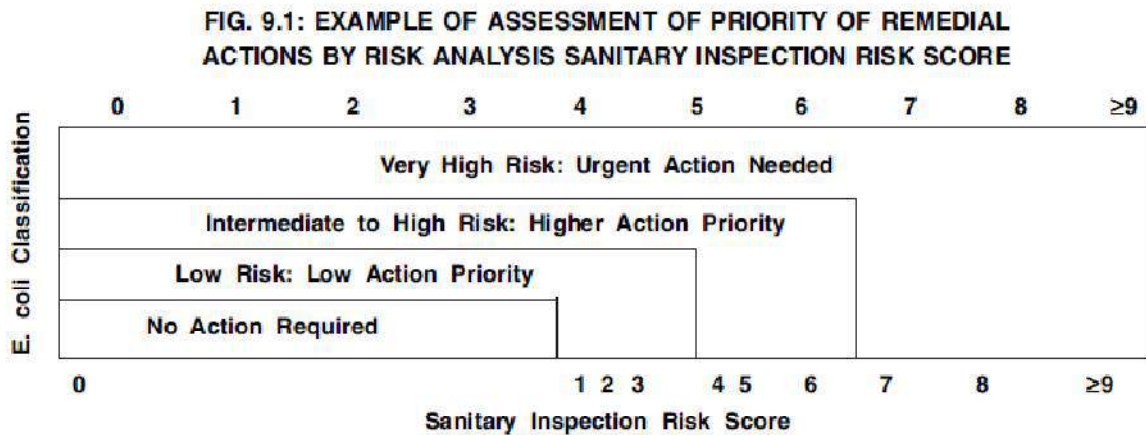 FIG. 9.1: EXAMPLE OF ASSESSMENT OF PRIORITY OF REMEDIAL
ACTIONS BY RISK ANALYSIS SANITARY INSPECTION RISK SCORE
0 1 2 3 4 5 6 7 8 ≥9
E. coli Classification
Very High Risk: Urgent Action Needed
Intermediate to High Risk: Higher Action Priority
Low Risk: Low Action Priority
No Action Required
0 1 2 3 4 5 6 7 8 ≥9
Sanitary Inspection Risk Score